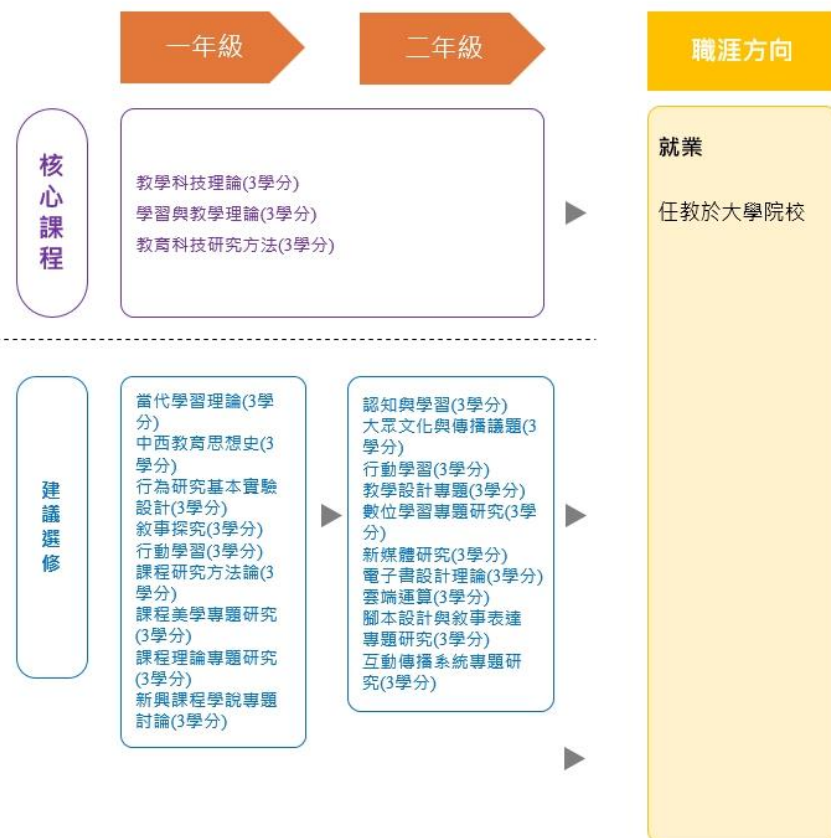 一年級
二年級
職涯方向
核
心
課
程
教學科技理論(3學分)
學習與教學理論(3學分)
教育科技研究方法(3學分)
就業
任教於大學院校
建
議
選
修
當代學習理論(3學
分)
中西教育思想史(3
學分)
行為研究基本實驗
設計(3學分)
敘事探究(3學分)
行動學習(3學分)
課程研究方法論(3
學分)
課程美學專題研究
(3學分)
課程理論專題研究
(3學分)
新興課程學說專題
討論(3學分)
認知與學習(3學分)
大眾文化與傳播議題(3
學分)
行動學習(3學分)
教學設計專題(3學分)
數位學習專題研究(3學
分)
新媒體研究(3學分)
電子書設計理論(3學分)
雲端運算(3學分)
腳本設計與敘事表達
專題研究(3學分)
互動傳播系統專題研
究(3學分)